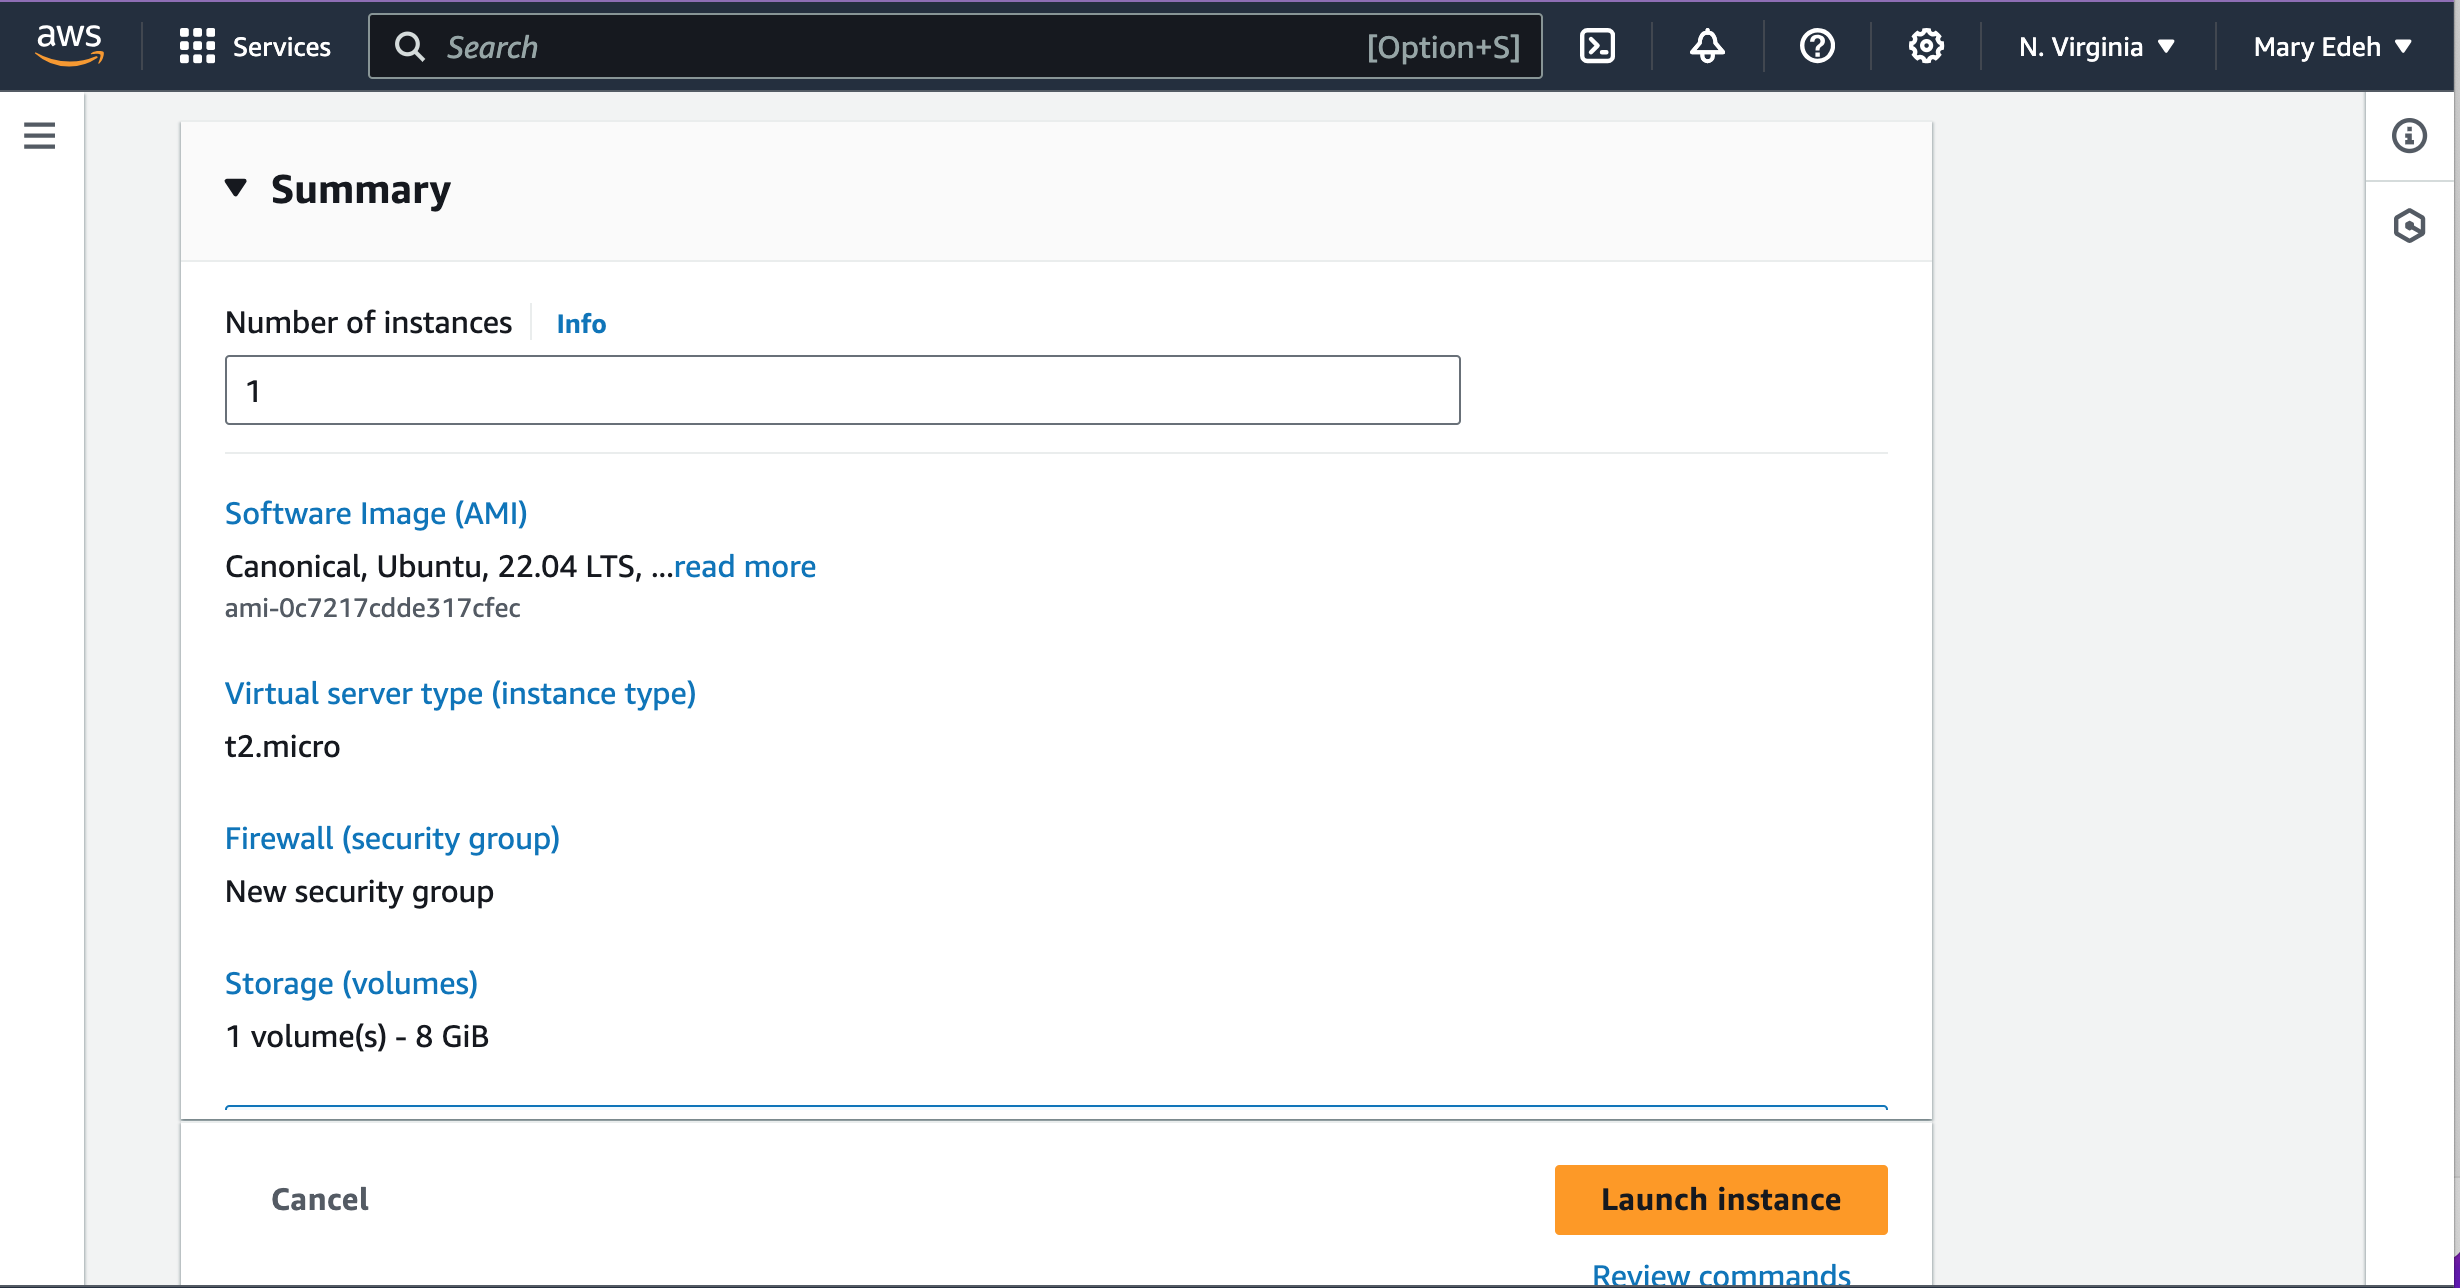 aws
Services
Search
[Option+S]
N. Virginia
Mary Edeh
Summary
Number of instances
Info
1
Software Image (AMI)
Canonical, Ubuntu, 22.04 LTS, ...read more
ami-0c7217cdde317cfec
Virtual server type (instance type)
t2.micro
Firewall (security group)
New security group
Storage (volumes)
1 volume(s) - 8 GiB
Cancel
Launch instance
Review commands